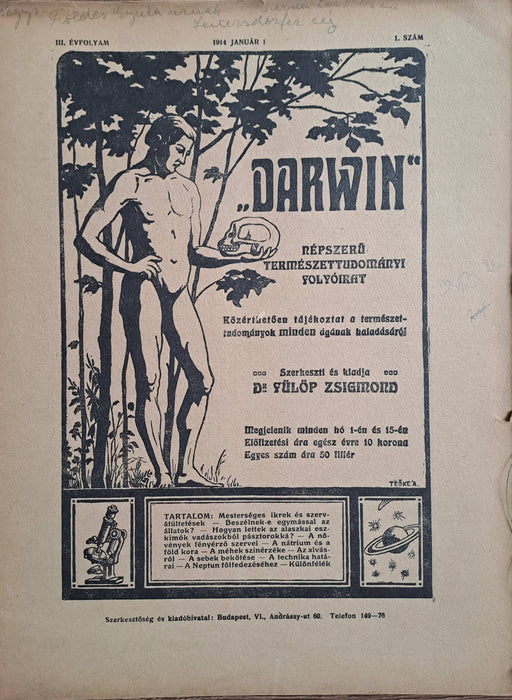 Földes Gyula urnak
III. ÉVFOLYAM
1914 JANUÁR 1
1. SZÁM
„DARWIN“
NÉPSZERŰ
TERMÉSZETTUDOMÁNYI
FOLYÓIRAT
Közérthetően tájékoztat a természet-
tudományok minden ágának haladásáról
Szerkeszti és kiadja
Dr FÜLÖP ZSIGMOND
Megjelenik minden hó 1-én és 15-én
Előfizetési ára egész évre 10 korona
Egyes szám ára 50 fillér
TARTALOM: Mesterséges ikrek és szerv-
átültetések — Beszélnek-e egymással az
állatok? — Hogyan lettek az alaszkai esz-
kimók vadászokból pásztorokká? — A nö-
vények fényérző szervei — A nátrium és a
föld kora — A méhek színérzéke — Az alvás-
ról — A sebek bekötése — A technika hatá-
rai — A Neptun fölfedezéséhez — Különfélék
Szerkesztőség és kiadóhivatal: Budapest, VI., Andrássy-ut 60. Telefon 149—76